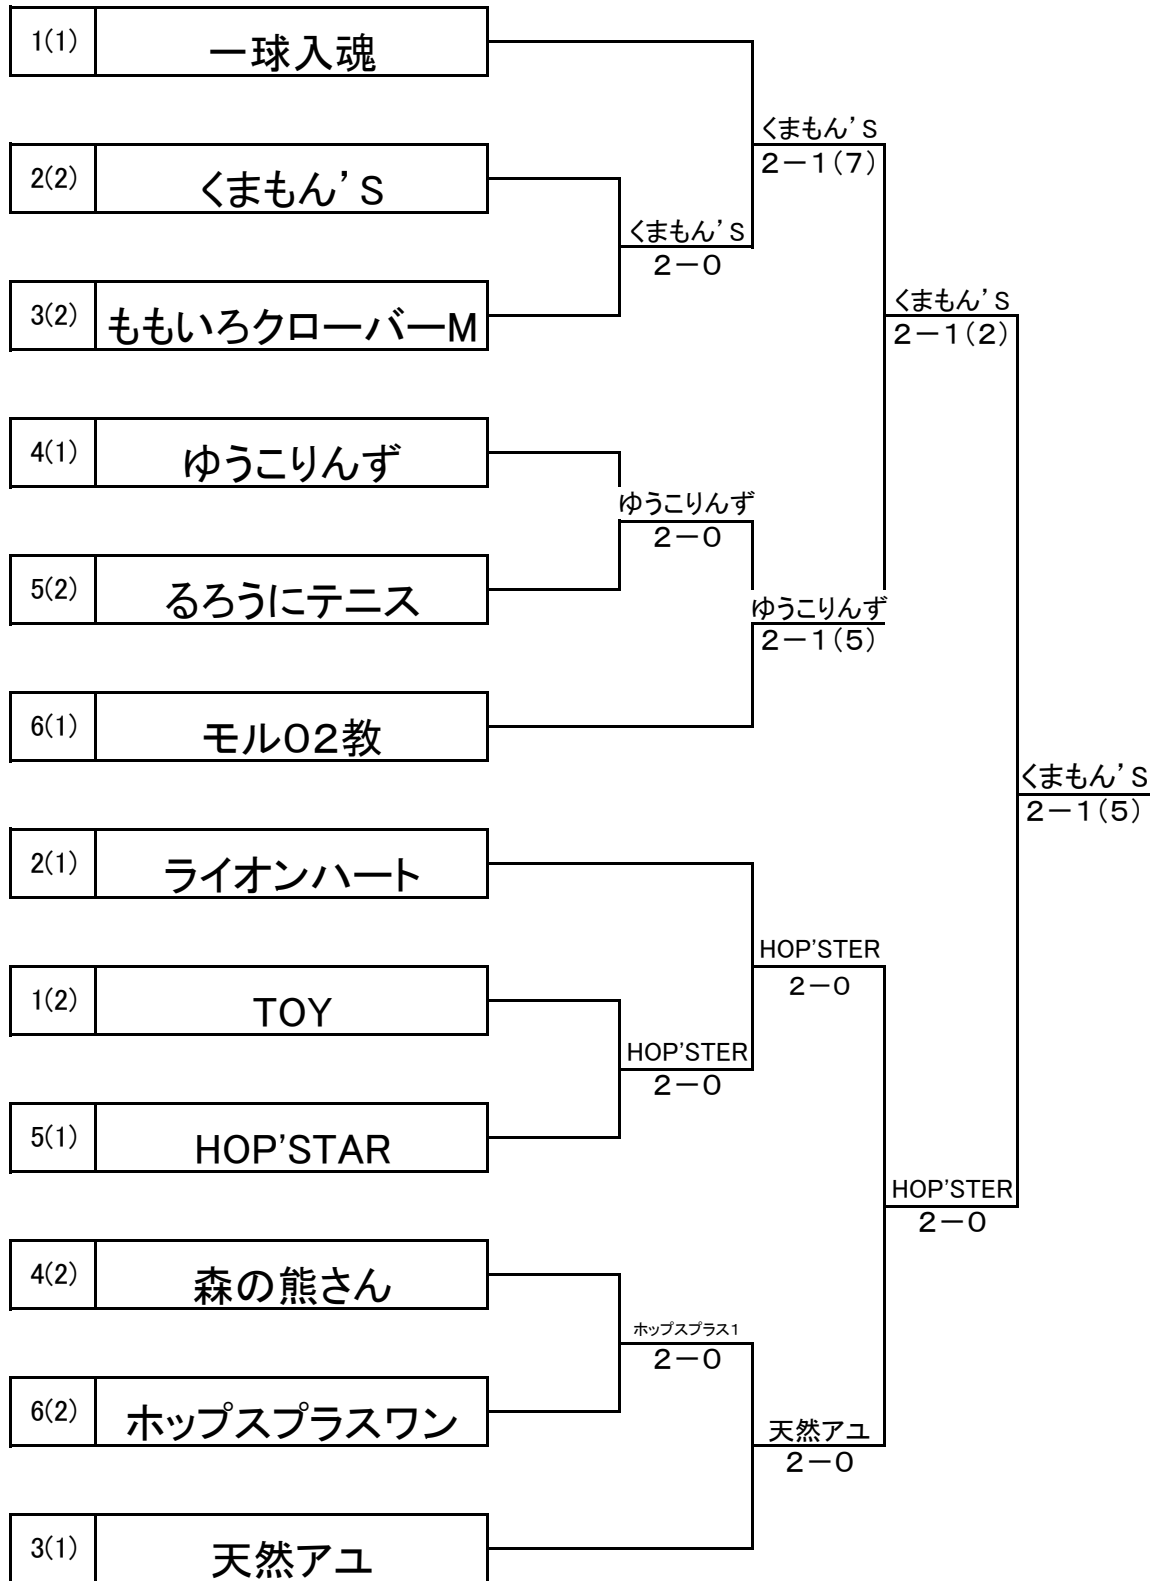 1(1) 一球入魂
くまもん’S
2(2) くまもん’S
2－1(7)
くまもん’S
2－0
3(2) ももいろクローバーM
くまもん’S
2－1(2)
4(1) ゆうこりんず
ゆうこりんず
2－0
5(2) るろうにテニス
ゆうこりんず
2－1(5)
6(1) モルO2教
くまもん’S
2－1(5)
2(1) ライオンハート
HOP’STER
2－0
1(2) TOY
HOP’STER
2－0
5(1) HOP’STAR
HOP’STER
2－0
4(2) 森の熊さん
ホップスプラス1
2－0
6(2) ホップスプラスワン
天然アユ
2－0
3(1) 天然アユ